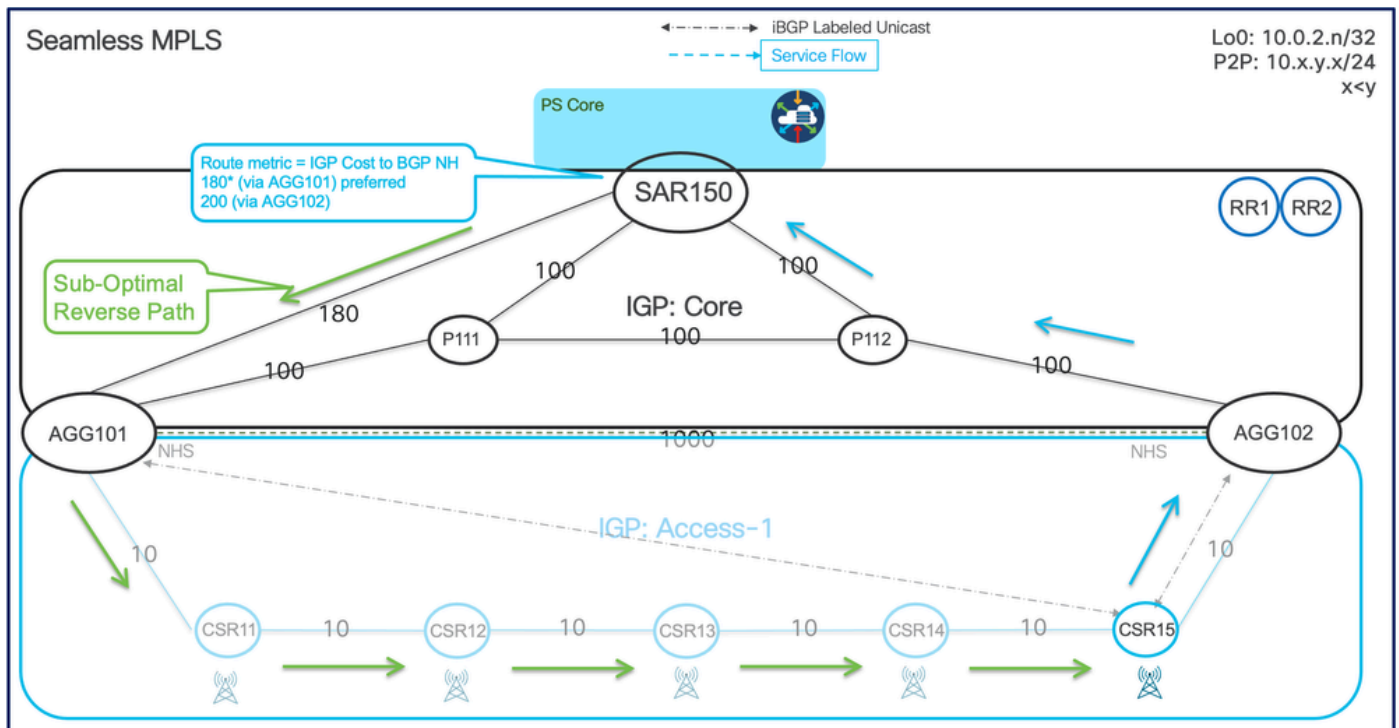 Seamless MPLS
iBGP Labeled Unicast
Service Flow
Lo0: 10.0.2.n/32
P2P: 10.x.y.x/24
x<y
PS Core
Route metric = IGP Cost to BGP NH
180* (via AGG101) preferred
200 (via AGG102)
SAR150
RR1
RR2
Sub-Optimal
Reverse Path
100
100
180
IGP: Core
P111
100
P112
100
100
AGG101
1000
AGG102
NHS
NHS
IGP: Access-1
10
10
CSR11
10
CSR12
10
CSR13
10
CSR14
10
CSR15